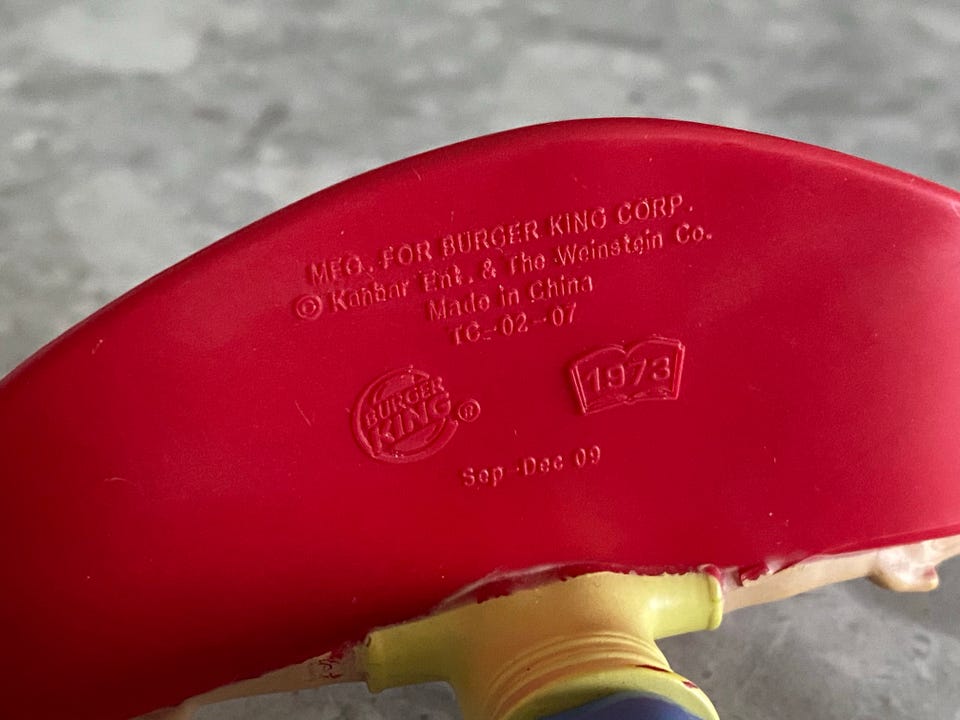 MFG. FOR BURGER KING CORP.
© Kanbar Ent. & The Weinstein Co.
Made in China
TC-02-07
BURGER
KING®
1973
Sep-Dec 09